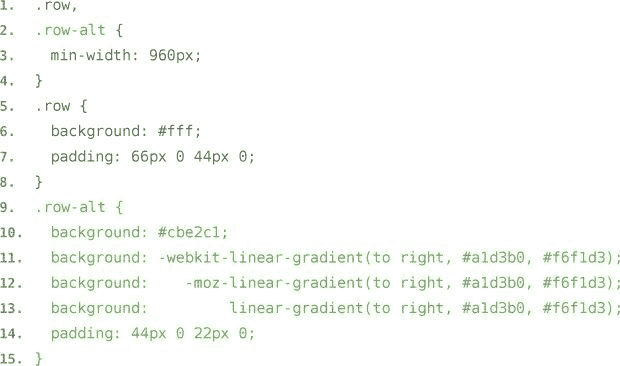 1. .row,
2. .row-alt {
3.   min-width: 960px;
4. }
5. .row {
6.   background: #fff;
7.   padding: 66px 0 44px 0;
8. }
9. .row-alt {
10.   background: #cbe2c1;
11.   background: -webkit-linear-gradient(to right, #a1d3b0, #f6f1d3);
12.   background:    -moz-linear-gradient(to right, #a1d3b0, #f6f1d3);
13.   background:         linear-gradient(to right, #a1d3b0, #f6f1d3);
14.   padding: 44px 0 22px 0;
15. }